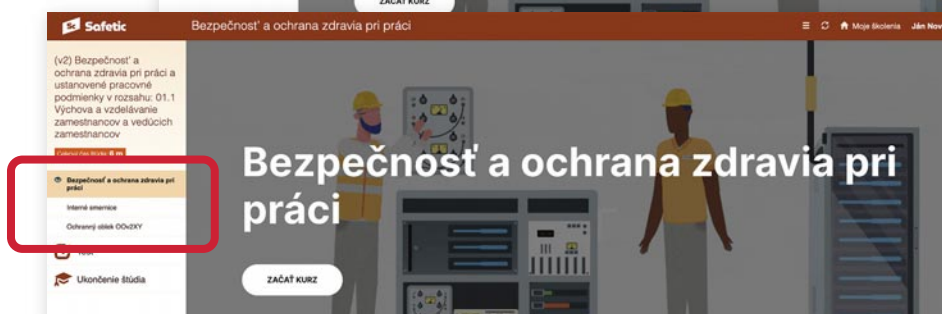 ZAČAŤ KURZ
Safetic
Bezpečnosť a ochrana zdravia pri práci
Moje školenia Ján Nov
(v2) Bezpečnosť a
ochrana zdravia pri práci a
ustanovené pracovné
podmienky v rozsahu: 01.1
Výchova a vzdelávanie
zamestnancov a vedúcich
zamestnancov
6 m
Bezpečnosť a ochrana zdravia pri
práci
Interné smernice
Ochranný oblek OOv2XY
Test
Ukončenie štúdia
Bezpečnosť a ochrana zdravia pri
práci
ZAČAŤ KURZ